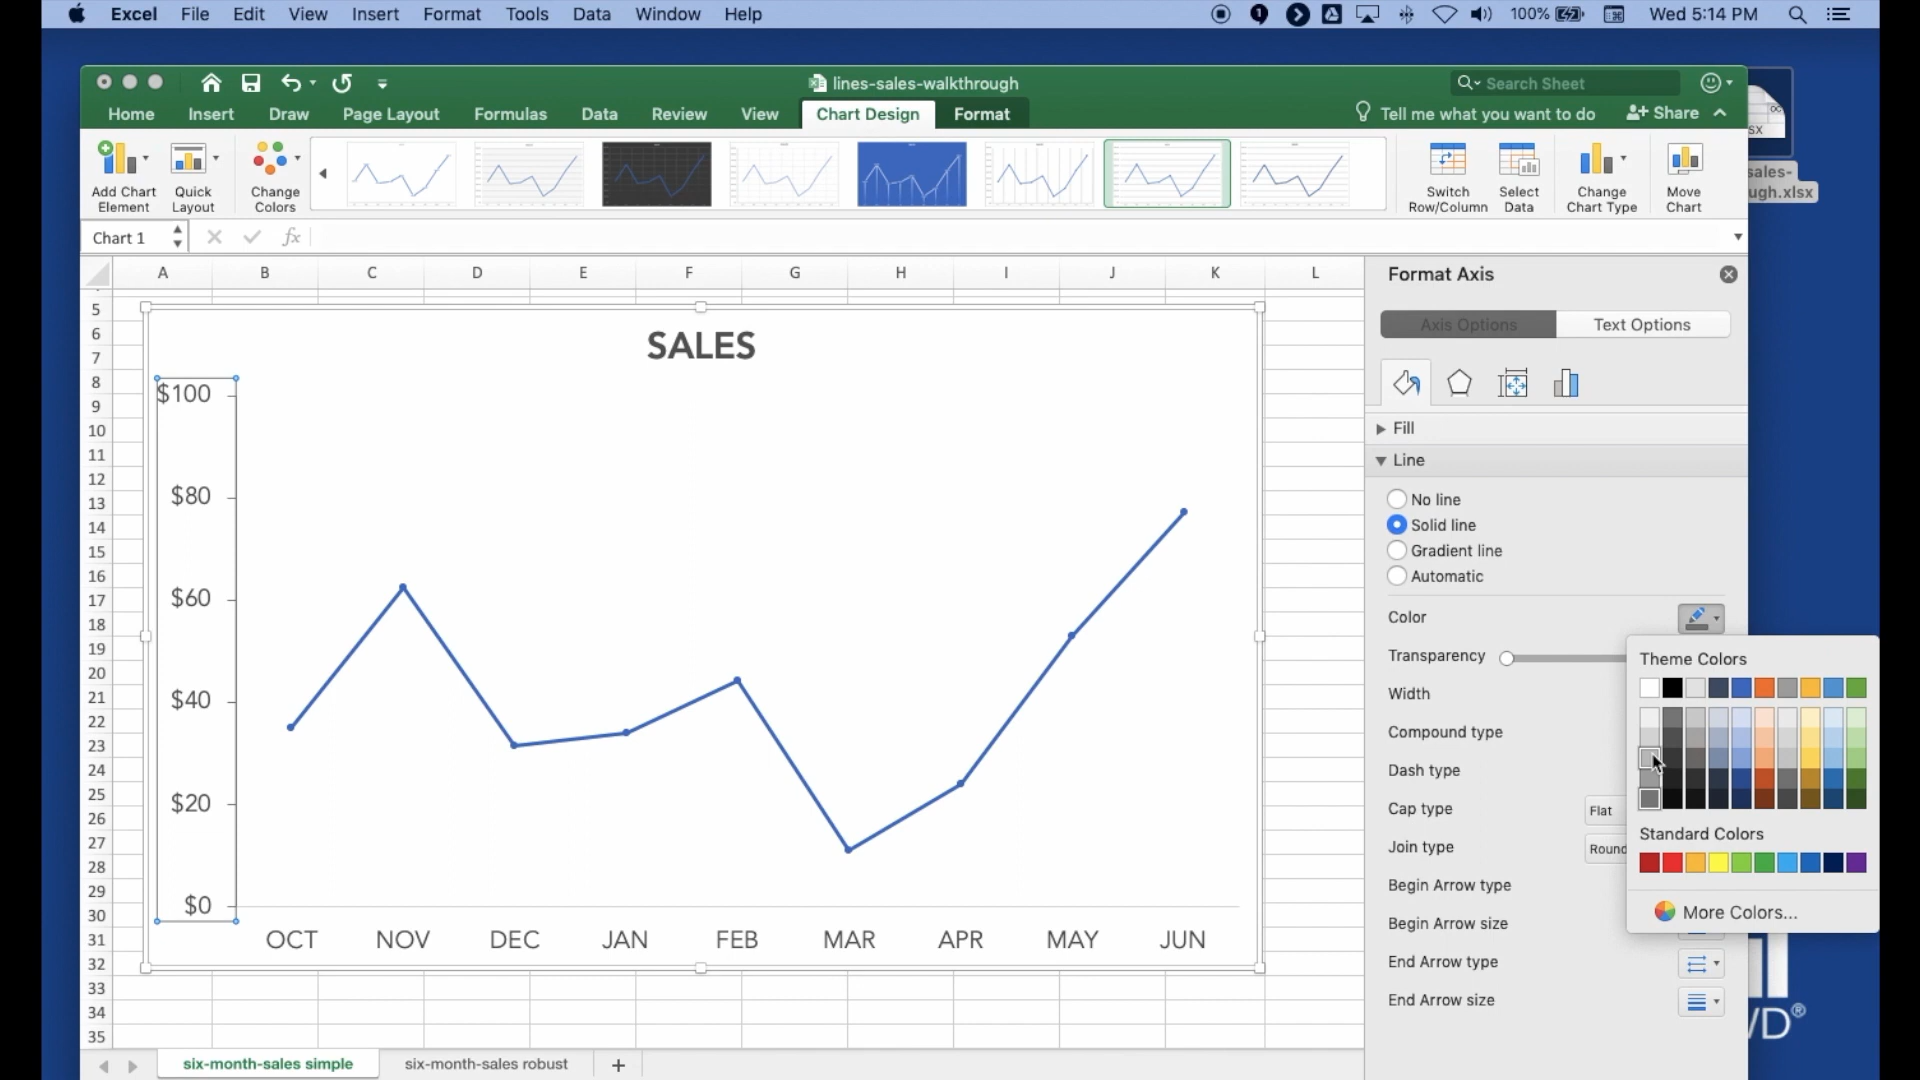 Excel File Edit View Insert Format Tools Data Window Help 100% Wed 5:14 PM
lines-sales-walkthrough Search Sheet
Home Insert Draw Page Layout Formulas Data Review View Chart Design Format Tell me what you want to do Share
Add Chart Element
Quick Layout
Change Colors
Switch Row/Column
Select Data
Change Chart Type
Move Chart
sales-
ugh.xlsx
Chart 1 fx
A B C D E F G H I J K L
5
6
7
8
9
10
11
12
13
14
15
16
17
18
19
20
21
22
23
24
25
26
27
28
29
30
31
32
33
34
35
SALES
$100
$80
$60
$40
$20
$0
OCT NOV DEC JAN FEB MAR APR MAY JUN
Format Axis
Axis Options Text Options
Fill
Line
No line
Solid line
Gradient line
Automatic
Color
Transparency
Width
Compound type
Dash type
Cap type Flat
Join type Round
Begin Arrow type
Begin Arrow size
End Arrow type
End Arrow size
Theme Colors
Standard Colors
More Colors...
six-month-sales simple six-month-sales robust +